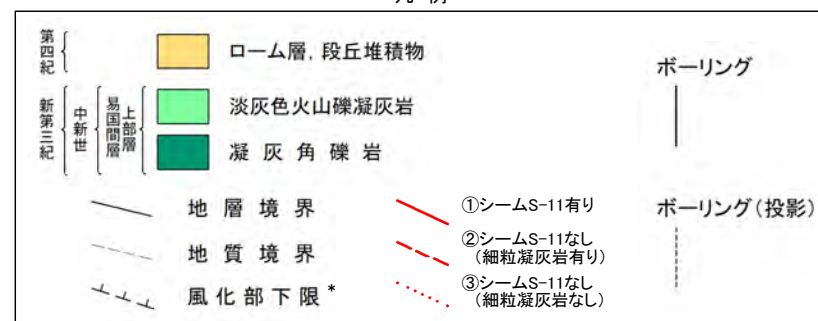 第四紀
ローム層，段丘堆積物
新第三紀
中新世
易国間層
上部層
淡灰色火山礫凝灰岩
凝灰角礫岩
地層境界
地質境界
風化部下限*
①シームS-11有り
②シームS-11なし
（細粒凝灰岩有り）
③シームS-11なし
（細粒凝灰岩なし）
ボーリング
ボーリング（投影）